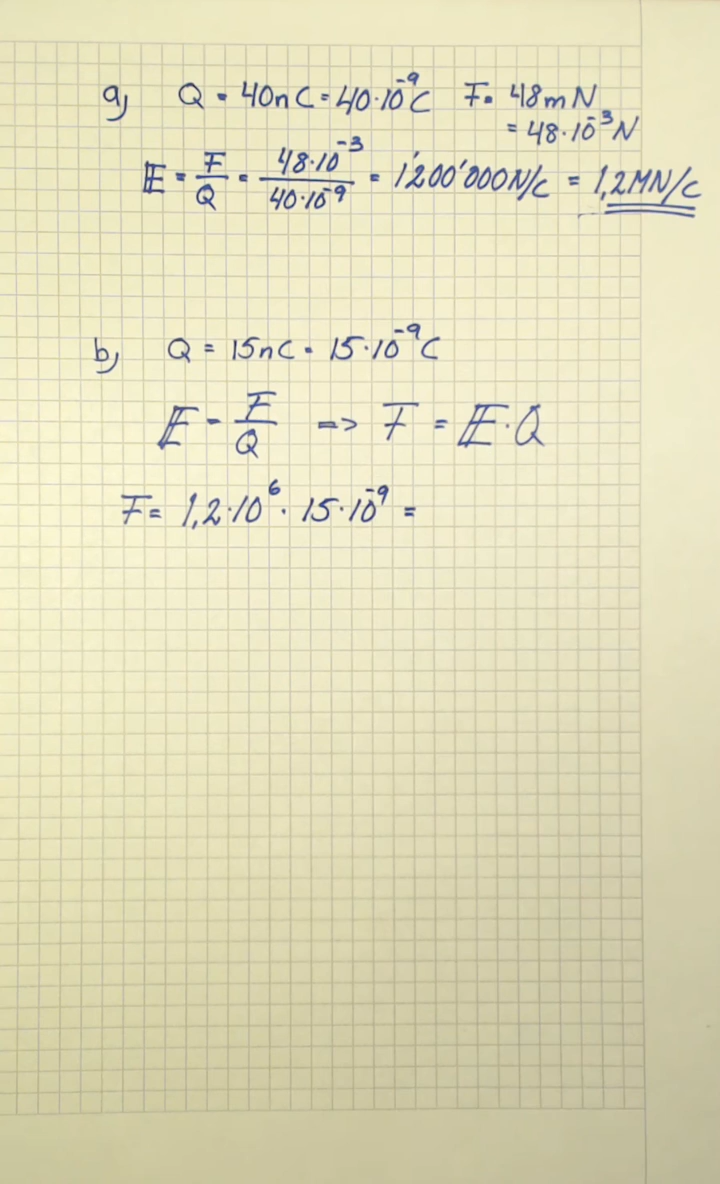 a) Q = 40nC = 40·10⁻⁹C F = 48mN
= 48·10⁻³N
E = F/Q = 48·10⁻³/40·10⁻⁹ = 1'200'000N/C = 1,2MN/C
b) Q = 15nC = 15·10⁻⁹C
E = F/Q => F = E·Q
F = 1,2·10⁶·15·10⁻⁹ =